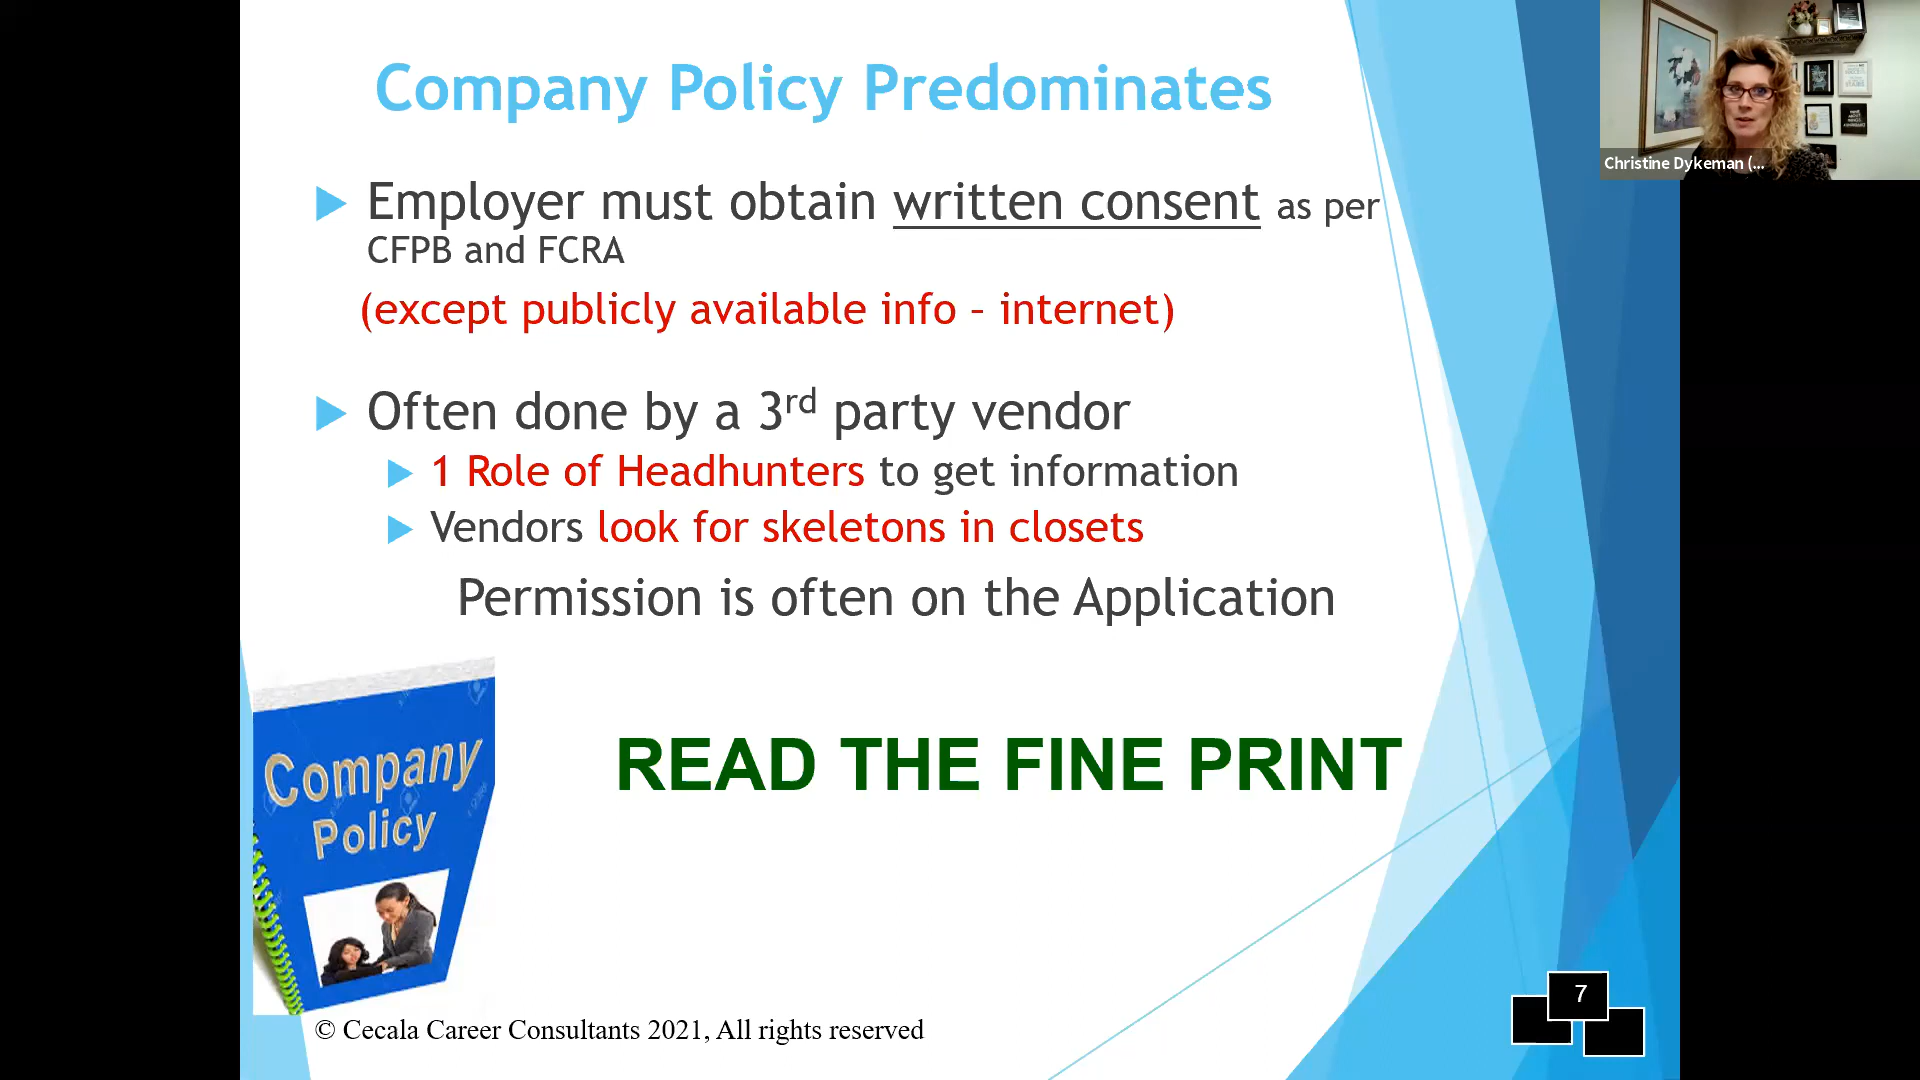 Company Policy Predominates
Employer must obtain written consent as per
CFPB and FCRA
(except publicly available info – internet)
Often done by a 3rd party vendor
1 Role of Headhunters to get information
Vendors look for skeletons in closets
Permission is often on the Application
READ THE FINE PRINT
Company
Policy
© Cecala Career Consultants 2021, All rights reserved
7
Christine Dykeman (...